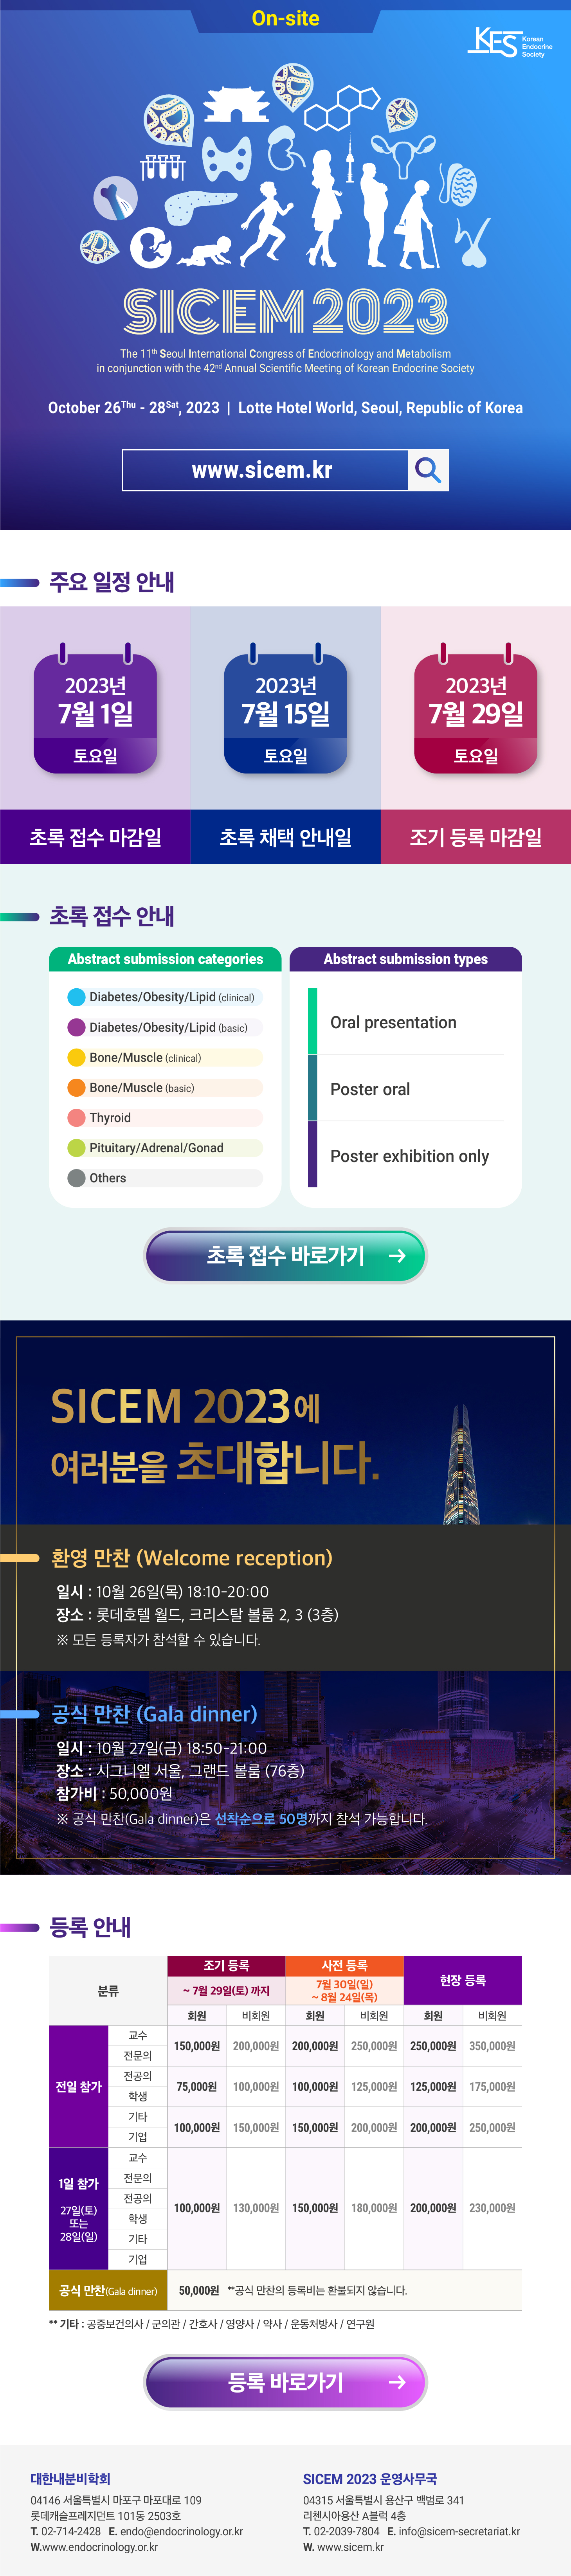 On-site
KES Korean
Endocrine
Society
SICEM 2023
The 11th Seoul International Congress of Endocrinology and Metabolism
in conjunction with the 42nd Annual Scientific Meeting of Korean Endocrine Society
October 26Thu - 28Sat, 2023 | Lotte Hotel World, Seoul, Republic of Korea
www.sicem.kr
주요 일정 안내
2023년
7월 1일
토요일
초록 접수 마감일
2023년
7월 15일
토요일
초록 채택 안내일
2023년
7월 29일
토요일
조기 등록 마감일
초록 접수 안내
Abstract submission categories
Diabetes/Obesity/Lipid (clinical)
Diabetes/Obesity/Lipid (basic)
Bone/Muscle (clinical)
Bone/Muscle (basic)
Thyroid
Pituitary/Adrenal/Gonad
Others
Abstract submission types
Oral presentation
Poster oral
Poster exhibition only
초록 접수 바로가기 →
SICEM 2023에
여러분을 초대합니다.
환영 만찬 (Welcome reception)
일시 : 10월 26일(목) 18:10-20:00
장소 : 롯데호텔 월드, 크리스탈 볼룸 2, 3 (3층)
※ 모든 등록자가 참석할 수 있습니다.
공식 만찬 (Gala dinner)
일시 : 10월 27일(금) 18:50-21:00
장소 : 시그니엘 서울, 그랜드 볼룸 (76층)
참가비 : 50,000원
※ 공식 만찬(Gala dinner)은 선착순으로 50명까지 참석 가능합니다.
등록 안내
분류 조기 등록 사전 등록 현장 등록
~ 7월 29일(토) 까지 7월 30일(일)
~ 8월 24일(목)
회원 비회원 회원 비회원 회원 비회원
전일 참가
교수
전문의
150,000원 200,000원 200,000원 250,000원 250,000원 350,000원
전공의
학생
75,000원 100,000원 100,000원 125,000원 125,000원 175,000원
기타
기업
100,000원 150,000원 150,000원 200,000원 200,000원 250,000원
1일 참가
27일(토)
또는
28일(일)
교수
전문의
전공의
학생
기타
기업
100,000원 130,000원 150,000원 180,000원 200,000원 230,000원
공식 만찬(Gala dinner) 50,000원 **공식 만찬의 등록비는 환불되지 않습니다.
** 기타 : 공중보건의사 / 군의관 / 간호사 / 영양사 / 약사 / 운동처방사 / 연구원
등록 바로가기 →
대한내분비학회
04146 서울특별시 마포구 마포대로 109
롯데캐슬프레지던트 101동 2503호
T. 02-714-2428 E. endo@endocrinology.or.kr
W.www.endocrinology.or.kr
SICEM 2023 운영사무국
04315 서울특별시 용산구 백범로 341
리첸시아용산 A블럭 4층
T. 02-2039-7804 E. info@sicem-secretariat.kr
W. www.sicem.kr